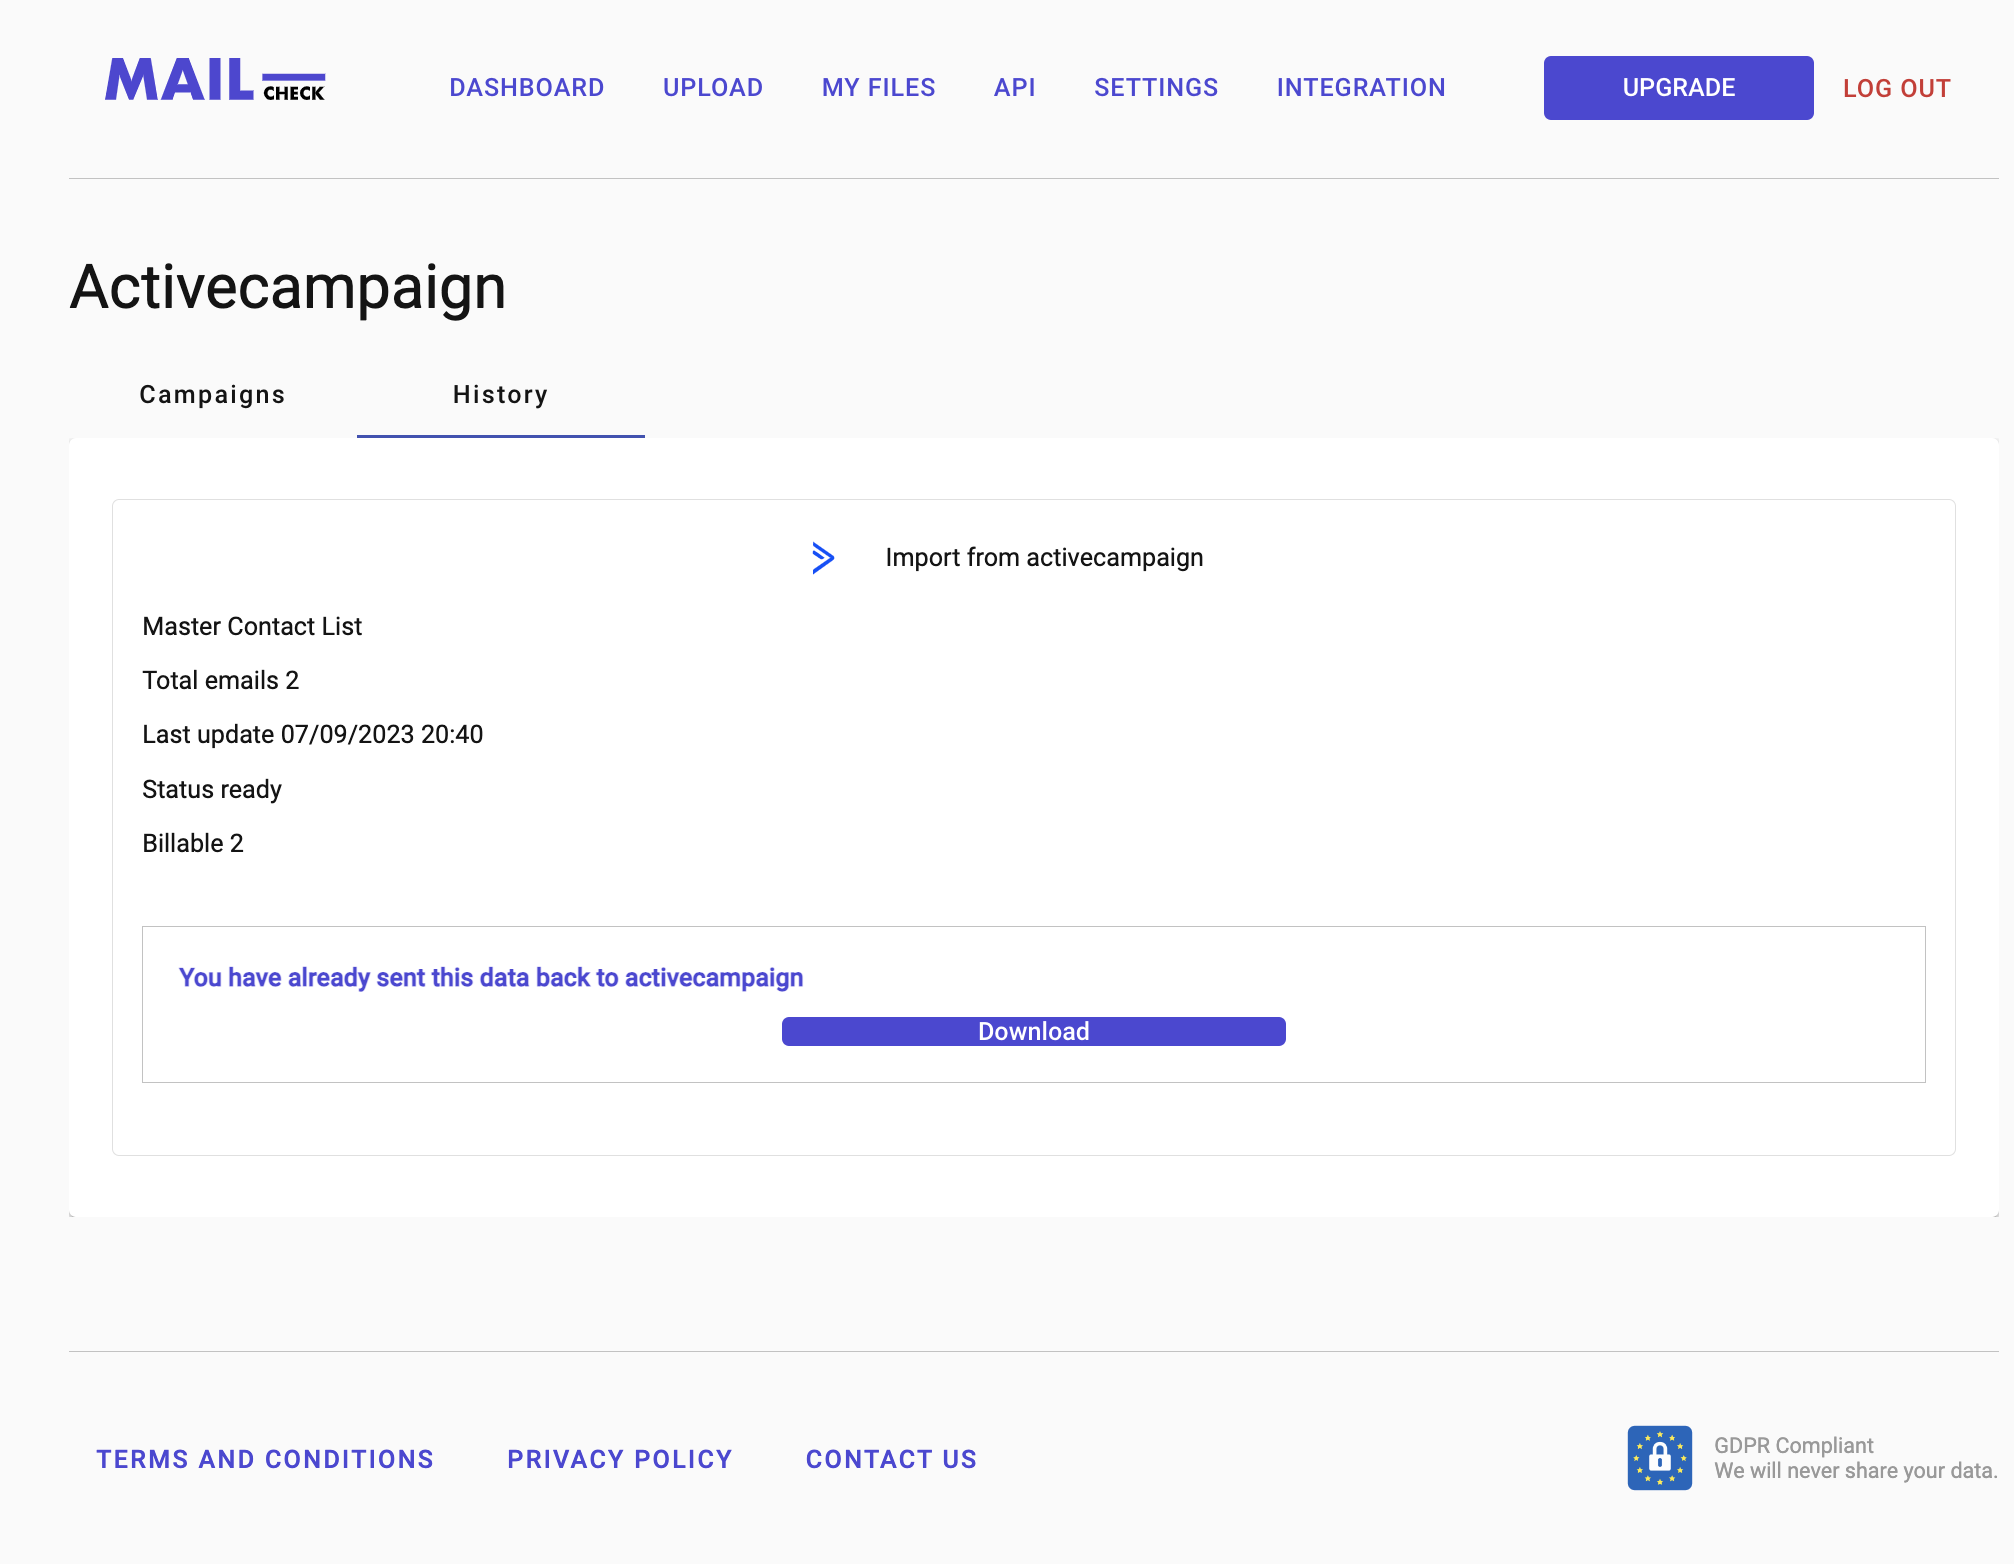 MAIL CHECK
DASHBOARD UPLOAD MY FILES API SETTINGS INTEGRATION UPGRADE LOG OUT
Activecampaign
Campaigns History
Import from activecampaign
Master Contact List
Total emails 2
Last update 07/09/2023 20:40
Status ready
Billable 2
You have already sent this data back to activecampaign
Download
TERMS AND CONDITIONS PRIVACY POLICY CONTACT US
GDPR Compliant
We will never share your data.